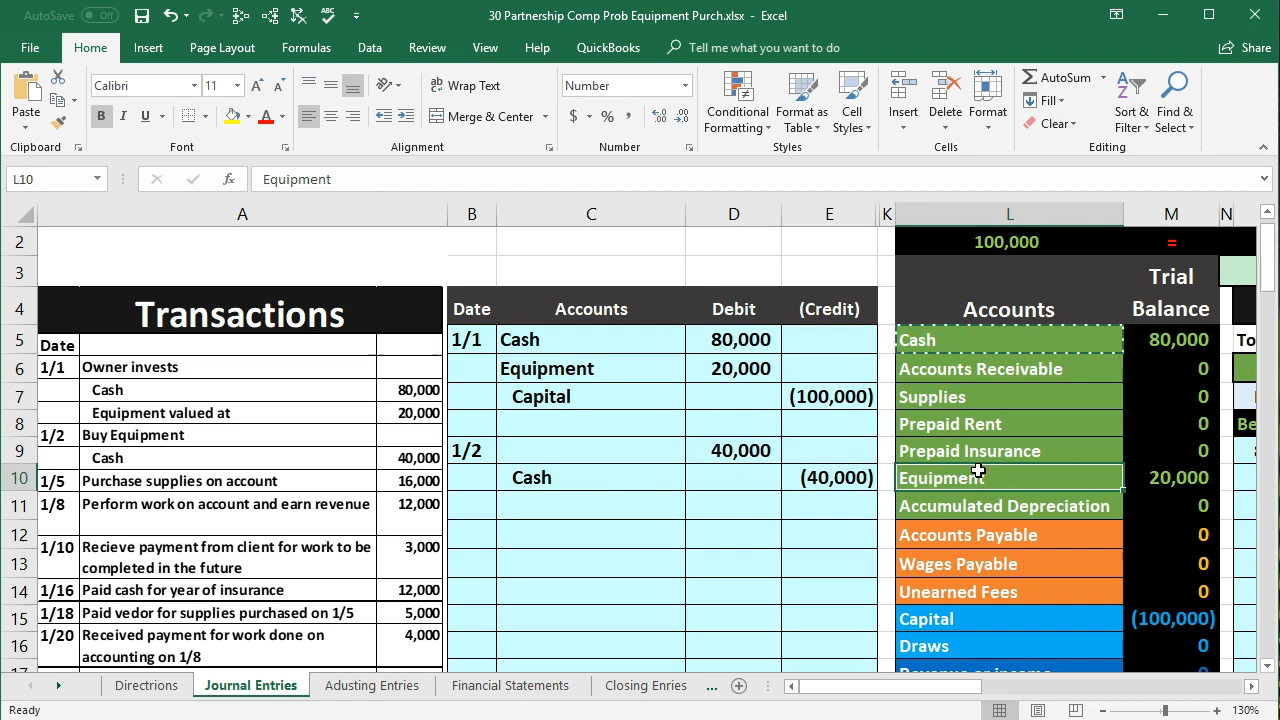 AutoSave Off 30 Partnership Comp Prob Equipment Purch.xlsx - Excel
File Home Insert Page Layout Formulas Data Review View Help QuickBooks Tell me what you want to do Share
Paste Calibri 11 Wrap Text Number AutoSum
Fill
B I U Merge & Center $ % Conditional Formatting Format as Table Cell Styles Insert Delete Format Clear Sort & Filter Find & Select
Clipboard Font Alignment Number Styles Cells Editing
L10 fx Equipment
A B C D E K L M N
2 100,000 =
3 Trial
4 Transactions Date Accounts Debit (Credit) Accounts Balance
5 Date 1/1 Cash 80,000 Cash 80,000 To
6 1/1 Owner invests Equipment 20,000 Accounts Receivable 0
7 Cash 80,000 Capital (100,000) Supplies 0
8 Equipment valued at 20,000 Prepaid Rent 0 Be
1/2 Buy Equipment
9 Cash 40,000 1/2 40,000 Prepaid Insurance 0
10 1/5 Purchase supplies on account 16,000 Cash (40,000) Equipment 20,000
11 1/8 Perform work on account and earn revenue 12,000 Accumulated Depreciation 0
12 1/10 Recieve payment from client for work to be 3,000 Accounts Payable 0
13 completed in the future Wages Payable 0
14 1/16 Paid cash for year of insurance 12,000 Unearned Fees 0
15 1/18 Paid vedor for supplies purchased on 1/5 5,000 Capital (100,000)
16 1/20 Received payment for work done on 4,000 Draws 0
accounting on 1/8
Directions Journal Entries Adusting Entries Financial Statements Closing Enries ...
Ready 130%